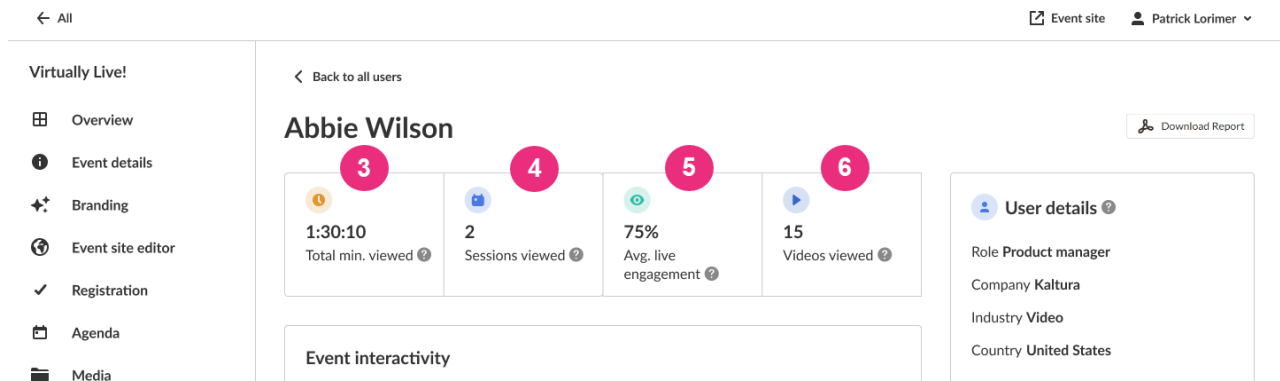 All
Event site
Patrick Lorimer
Virtually Live!
Overview
Event details
Branding
Event site editor
Registration
Agenda
Media
Back to all users
Abbie Wilson
Download Report
3
4
5
6
1:30:10
Total min. viewed ?
2
Sessions viewed ?
75%
Avg. live
engagement ?
15
Videos viewed ?
User details ?
Role Product manager
Company Kaltura
Industry Video
Country United States
Event interactivity